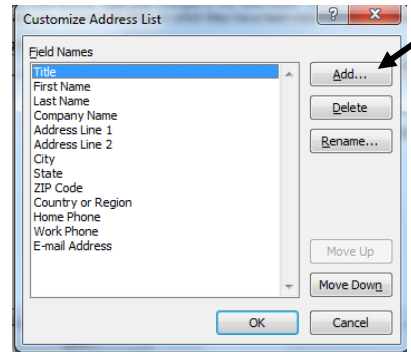 Customize Address List
?
X
Field Names
Title
First Name
Last Name
Company Name
Address Line 1
Address Line 2
City
State
ZIP Code
Country or Region
Home Phone
Work Phone
E-mail Address
Add...
Delete
Rename...
Move Up
Move Down
OK
Cancel